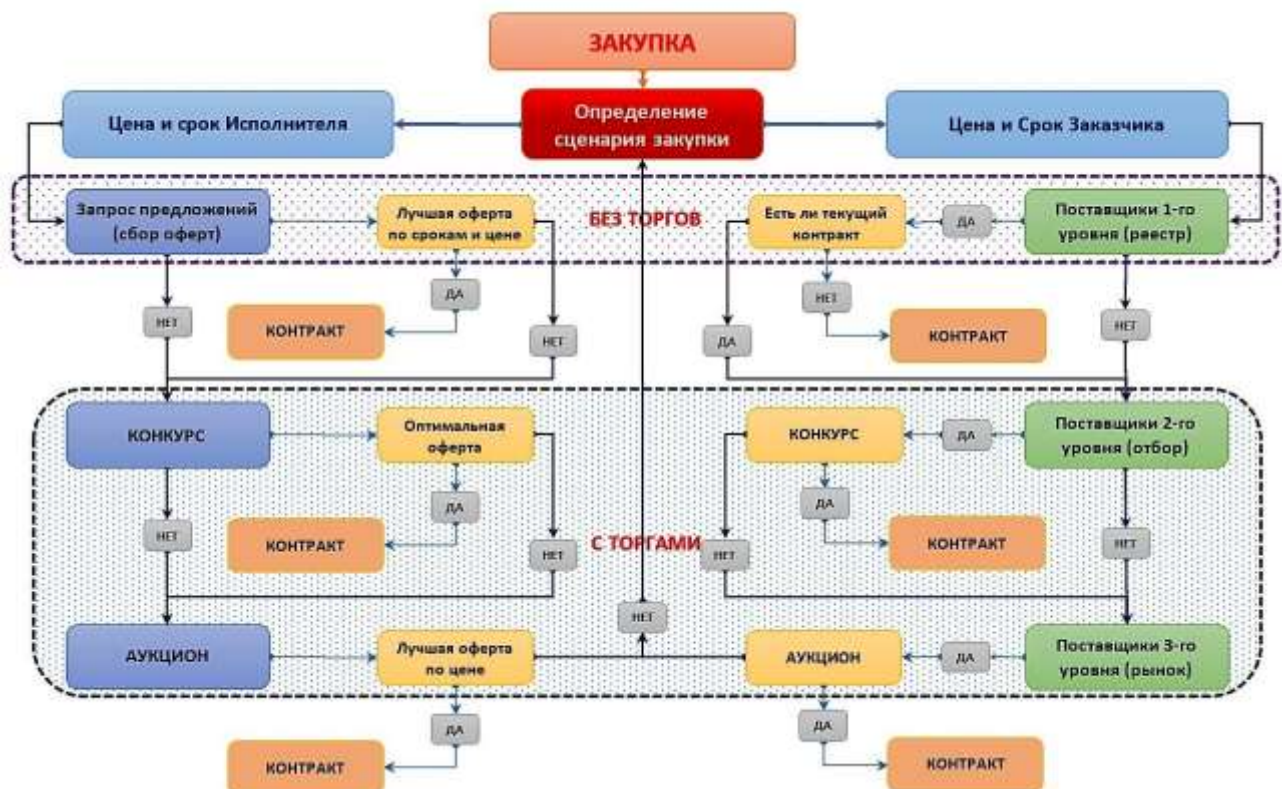 ЗАКУПКА
Цена и срок Исполнителя
Определение
сценария закупки
Цена и Срок Заказчика
Запрос предложений
(сбор оферт)
Лучшая оферта
по срокам и цене
БЕЗ ТОРГОВ
Есть ли текущий
контракт
ДА
Поставщики 1-го
уровня (реестр)
НЕТ
КОНТРАКТ
ДА
НЕТ
ДА
НЕТ
КОНТРАКТ
НЕТ
КОНКУРС
Оптимальная
оферта
КОНКУРС
ДА
Поставщики 2-го
уровня (отбор)
НЕТ
КОНТРАКТ
ДА
НЕТ
С ТОРГАМИ
НЕТ
ДА
КОНТРАКТ
НЕТ
НЕТ
АУКЦИОН
Лучшая оферта
по цене
АУКЦИОН
ДА
Поставщики 3-го
уровня (рынок)
ДА
КОНТРАКТ
ДА
КОНТРАКТ